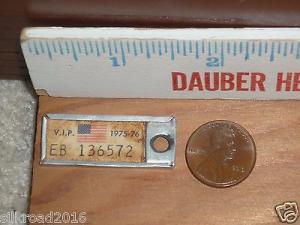 1 2
DAUBER HE
V.I.P. 1975-76
EB 136572
silkroad2016